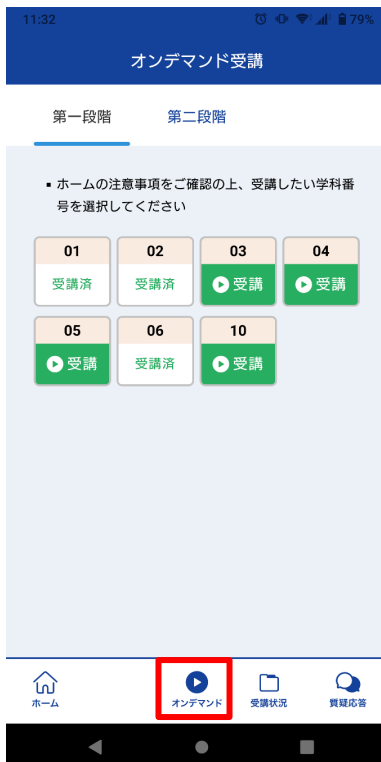 11:32 79%
オンデマンド受講
第一段階 第二段階
▪ ホームの注意事項をご確認の上、受講したい学科番
号を選択してください
01 02 03 04
受講済 受講済 受講 受講
05 06 10
受講 受講済 受講
ホーム オンデマンド 受講状況 質疑応答